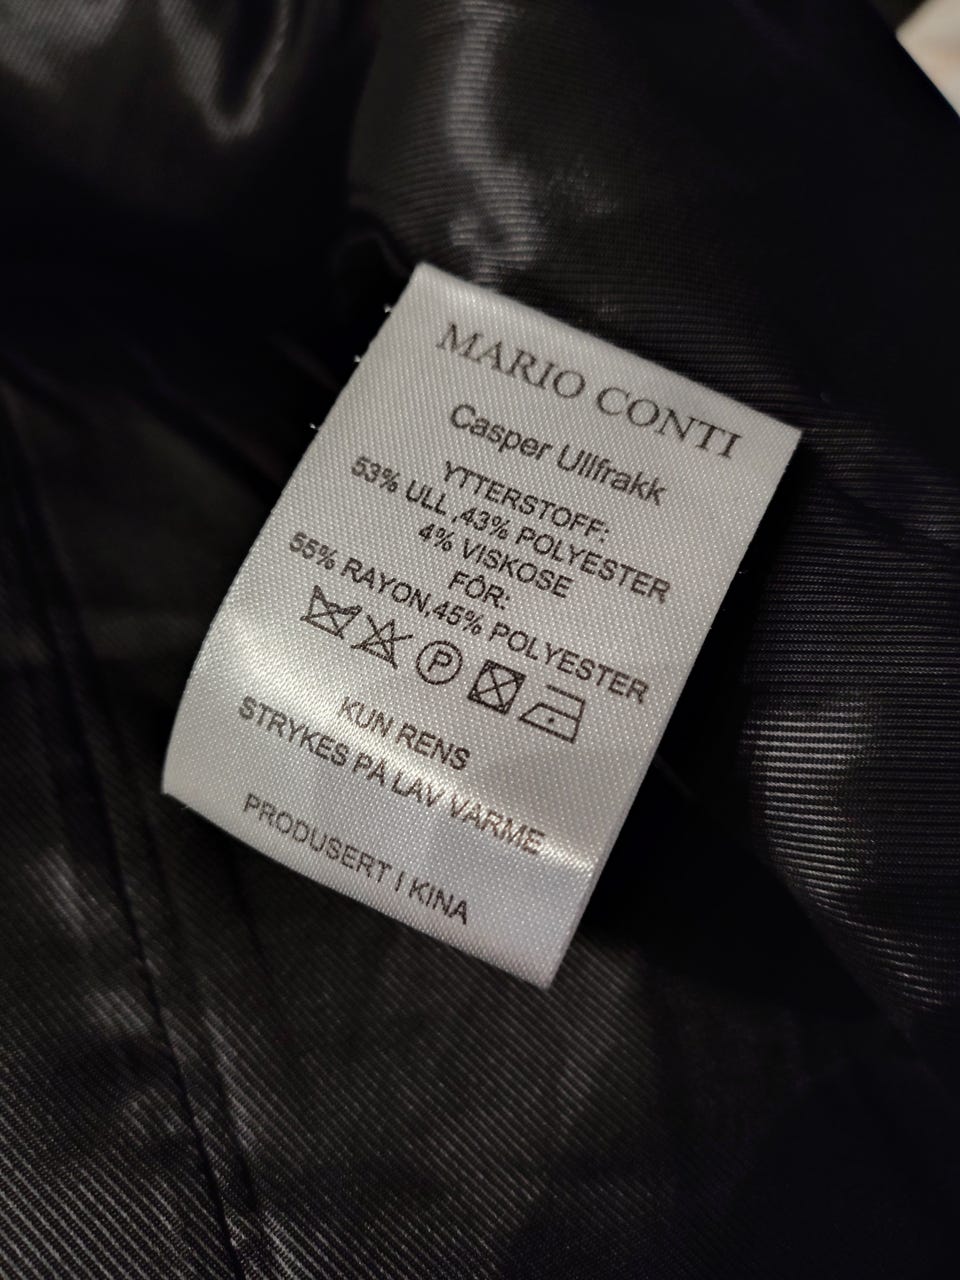 MARIO CONTI
Casper Ullfrakk
YTTERSTOFF:
53% ULL,43% POLYESTER
4% VISKOSE
FÔR:
55% RAYON,45% POLYESTER
P
KUN RENS
STRYKES PÅ LAV VARME
PRODUSERT I KINA